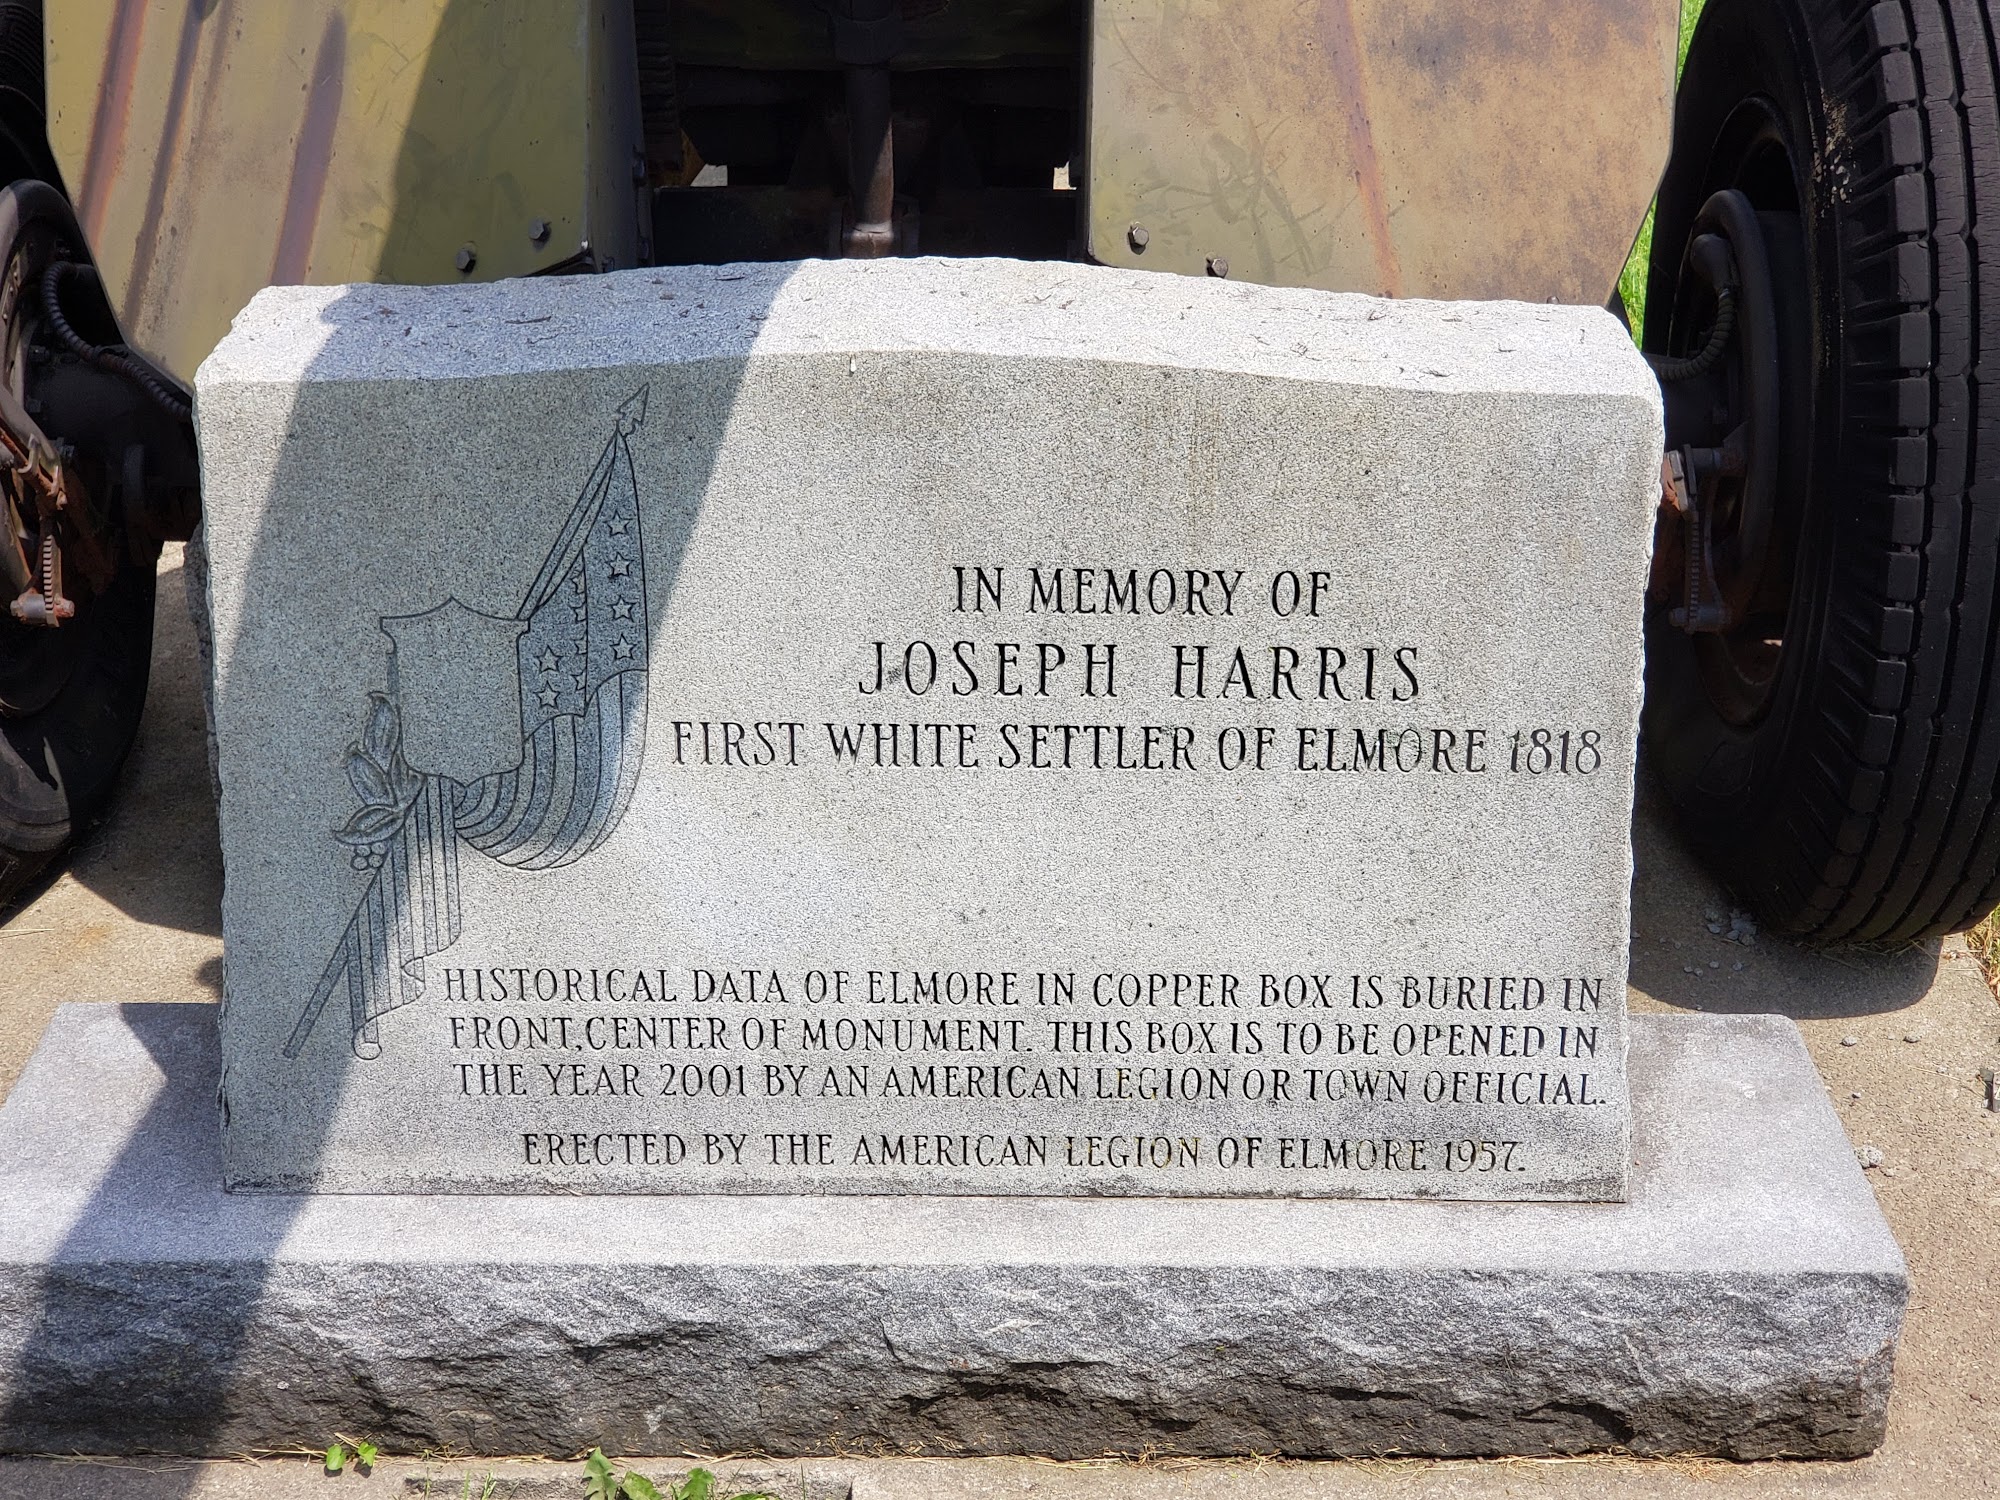 IN MEMORY OF
JOSEPH HARRIS
FIRST WHITE SETTLER OF ELMORE 1818
HISTORICAL DATA OF ELMORE IN COPPER BOX IS BURIED IN
FRONT, CENTER OF MONUMENT. THIS BOX IS TO BE OPENED IN
THE YEAR 2001 BY AN AMERICAN LEGION OR TOWN OFFICIAL.
ERECTED BY THE AMERICAN LEGION OF ELMORE 1957.